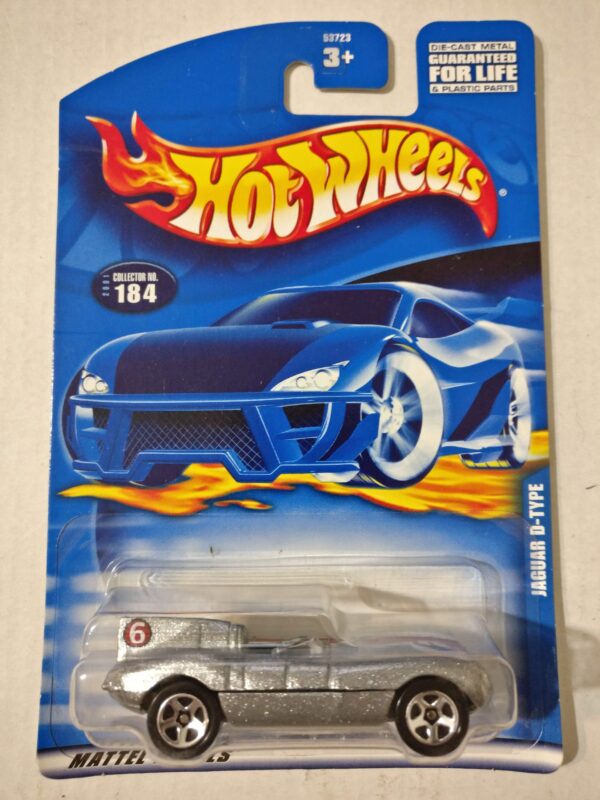 53723
3+
DIE-CAST METAL
GUARANTEED
FOR LIFE
& PLASTIC PARTS
HOT WHEELS®
2001
COLLECTOR NO.
184
JAGUAR D-TYPE
6
MATTEL